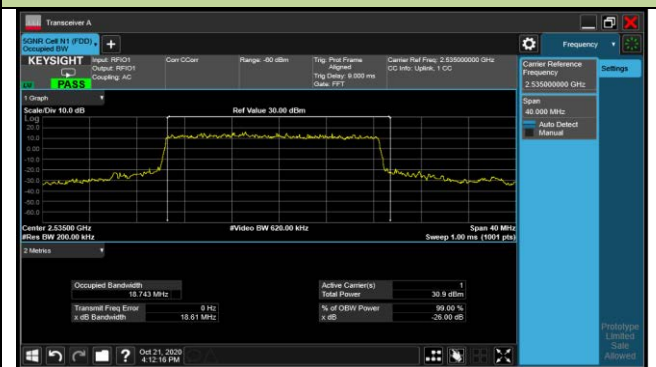 Transceiver A
5GNR Cell N1 (FDD)
Occupied BW
KEYSIGHT
PASS
Input: RFIO1
Output: RFIO1
Coupling: AC
Corr CCorr
Range: -60 dBm
Trig: Prdt Frame
Aligned
Trig Delay: 9.000 ms
Gate: FFT
Carrier Ref Freq: 2.535000000 GHz
CC Info: Uplink, 1 CC
1 Graph
Scale/Div 10.0 dB
Ref Value 30.00 dBm
Log
20.0
10.0
0.00
-10.0
-20.0
-30.0
-40.0
-50.0
-60.0
Center 2.53500 GHz
#Video BW 620.00 kHz
Span 40 MHz
#Res BW 200.00 kHz
Sweep 1.00 ms (1001 pts)
2 Metrics
Occupied Bandwidth
18.743 MHz
Transmit Freq Error
0 Hz
x dB Bandwidth
18.61 MHz
Active Carrier(s)
1
Total Power
30.9 dBm
% of OBW Power
99.00 %
x dB
-26.00 dB
Oct 21, 2020
4:12:16 PM
Frequency
Carrier Reference
Frequency
2.535000000 GHz
Span
40.000 MHz
Auto Detect
Manual
Settings
Prototype
Limited
Sale
Allowed